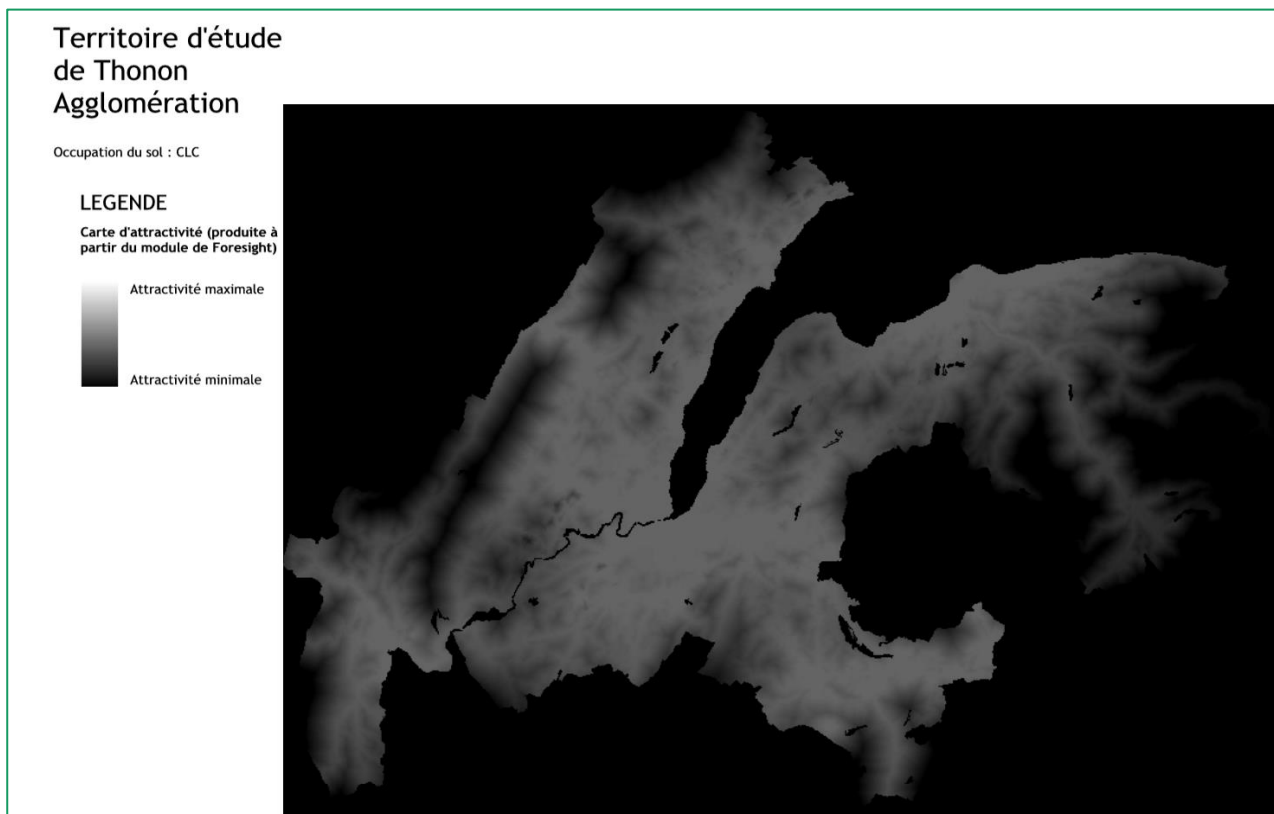 Territoire d'étude
de Thonon
Agglomération
Occupation du sol : CLC
LEGENDE
Carte d'attractivité (produite à
partir du module de Foresight)
Attractivité maximale
Attractivité minimale